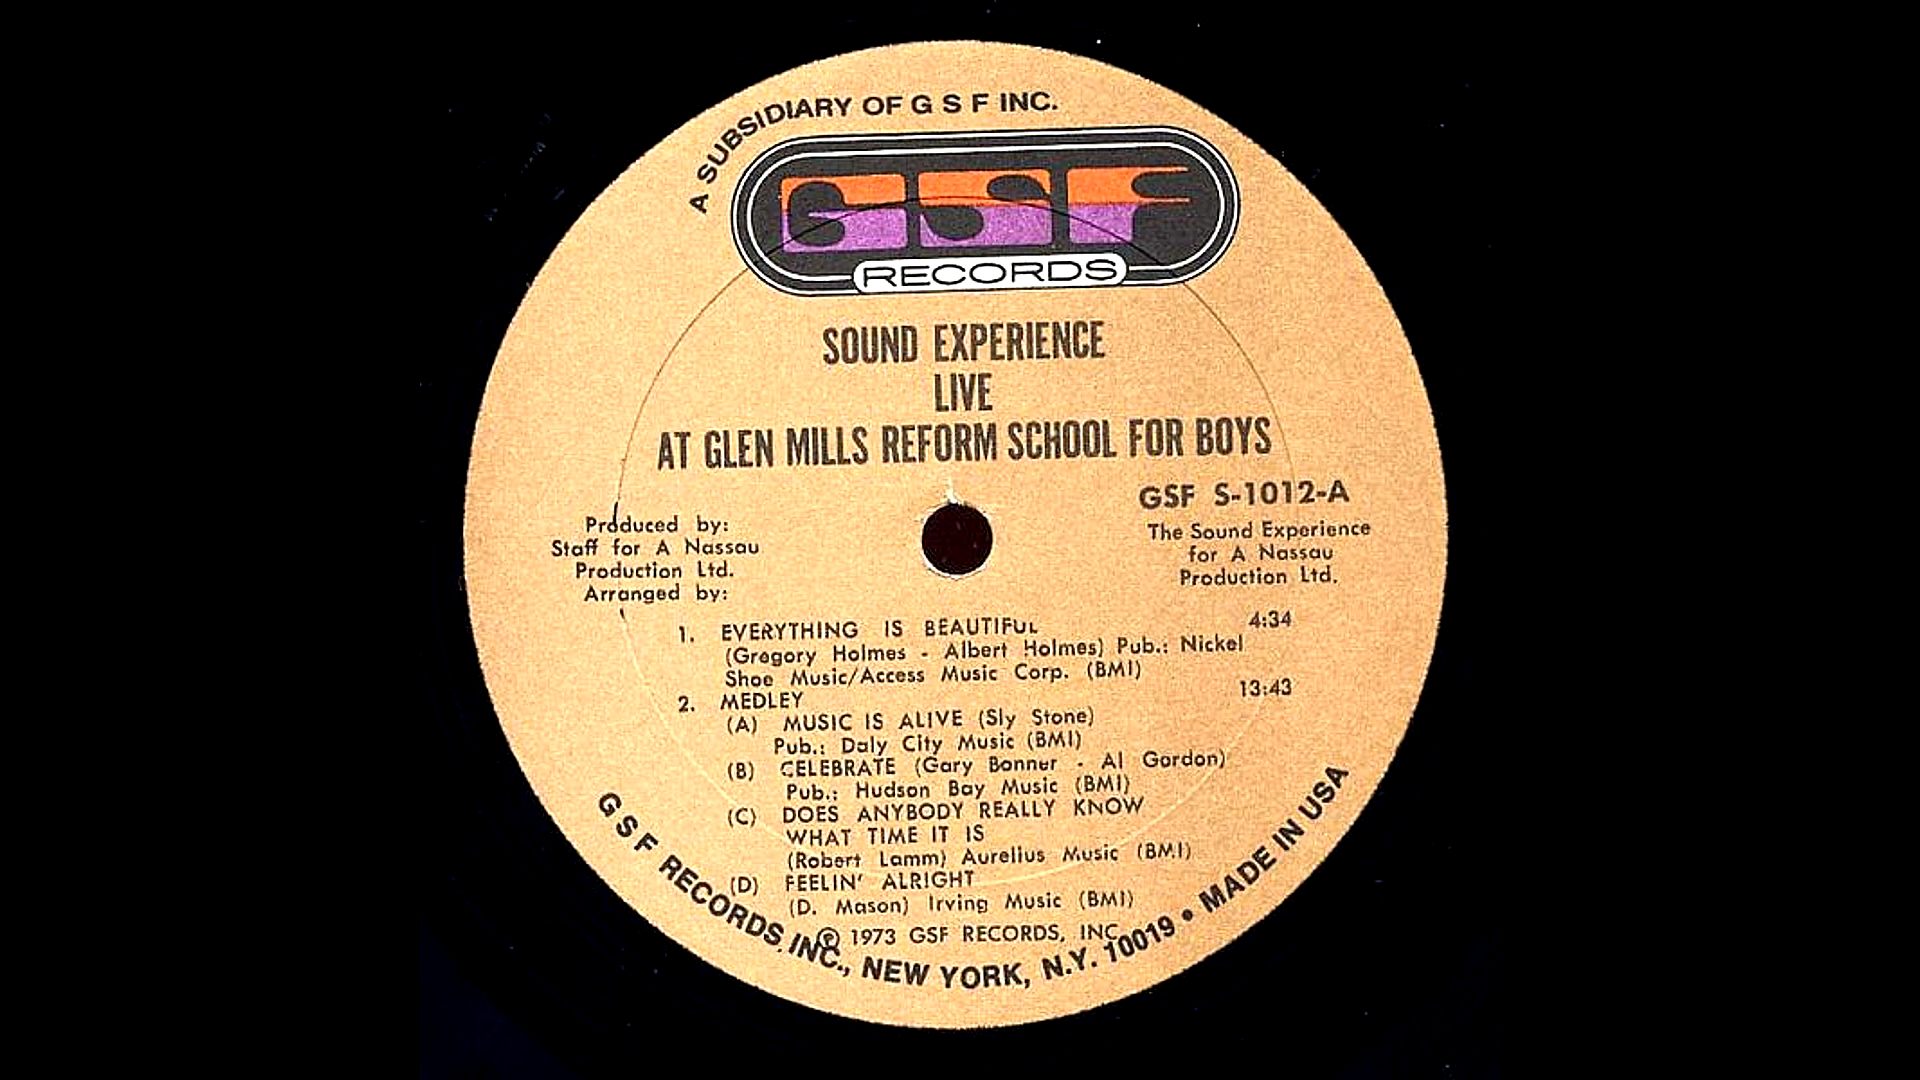 A SUBSIDIARY OF G S F INC.
GSF
RECORDS
SOUND EXPERIENCE
LIVE
AT GLEN MILLS REFORM SCHOOL FOR BOYS
GSF S-1012-A
Produced by:
Staff for A Nassau
Production Ltd.
Arranged by:
The Sound Experience
for A Nassau
Production Ltd.
1. EVERYTHING IS BEAUTIFUL 4:34
(Gregory Holmes - Albert Holmes) Pub.: Nickel
Shoe Music/Access Music Corp. (BMI)
2. MEDLEY 13:43
(A) MUSIC IS ALIVE (Sly Stone)
Pub.: Daly City Music (BMI)
(B) CELEBRATE (Gary Bonner - Al Gordon)
Pub.: Hudson Bay Music (BMI)
(C) DOES ANYBODY REALLY KNOW
WHAT TIME IT IS
(Robert Lamm) Aurelius Music (BMI)
(D) FEELIN' ALRIGHT
(D. Mason) Irving Music (BMI)
℗ 1973 GSF RECORDS, INC.
G S F RECORDS, INC., NEW YORK, N.Y. 10019 • MADE IN USA